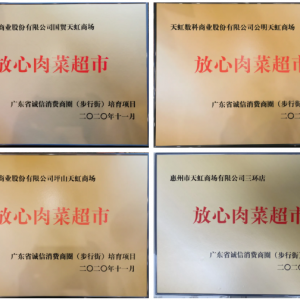 商业股份有限公司国贸天虹商场
放心肉菜超市
广东省诚信消费商圈（步行街）培育项目
二〇二〇年十一月
天虹数科商业股份有限公司公明天虹商场
放心肉菜超市
广东省诚信消费商圈（步行街）
二〇二〇年
商业股份有限公司坪山天虹商场
放心肉菜超市
广东省诚信消费商圈（步行街）培育项目
二〇二〇年十一月
惠州市天虹商场有限公司三环店
放心肉菜超市
广东省诚信消费商圈（步行街
二〇二